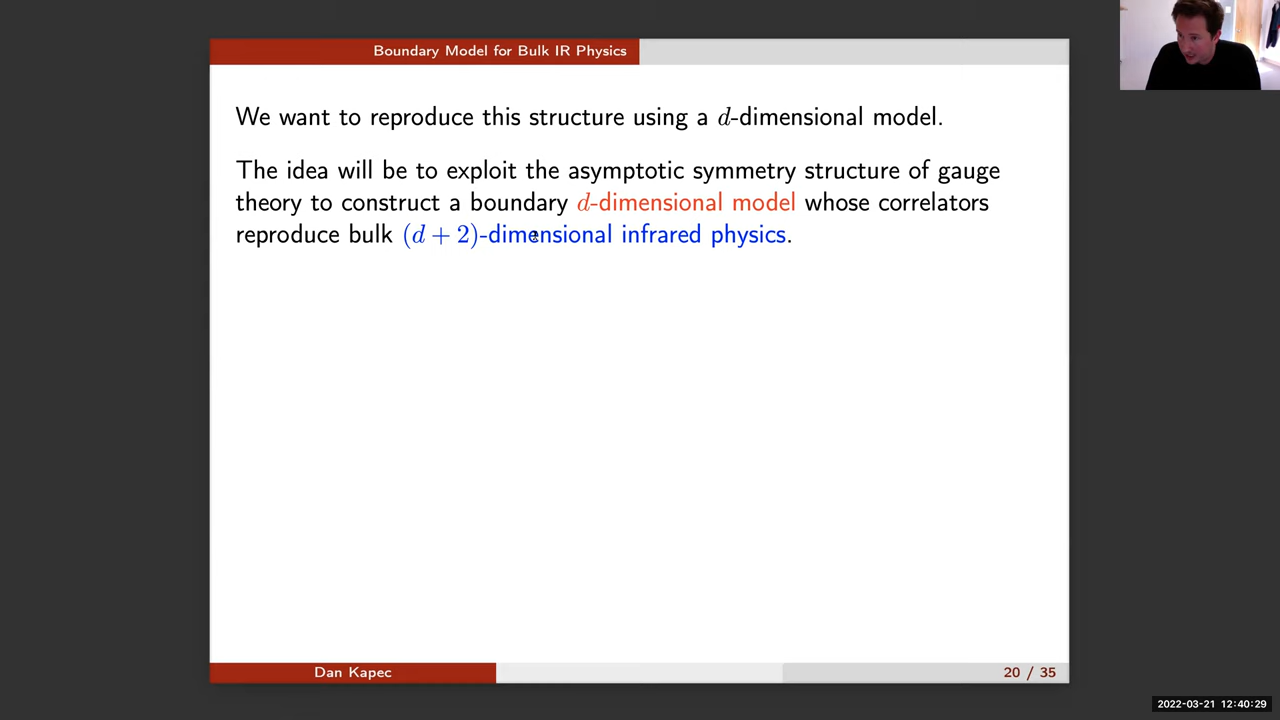 Boundary Model for Bulk IR Physics
We want to reproduce this structure using a d-dimensional model.
The idea will be to exploit the asymptotic symmetry structure of gauge
theory to construct a boundary d-dimensional model whose correlators
reproduce bulk (d + 2)-dimensional infrared physics.
Dan Kapec
20 / 35
2022-03-21 12:40:29